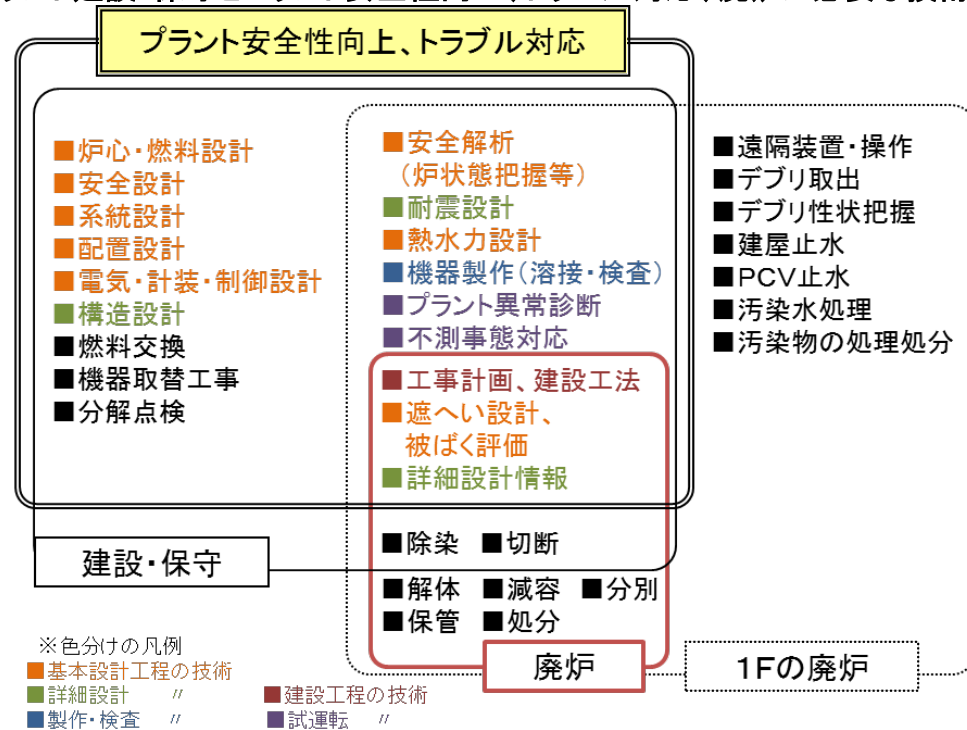 プラント安全性向上、トラブル対応
■炉心・燃料設計
■安全設計
■系統設計
■配置設計
■電気・計装・制御設計
■構造設計
■燃料交換
■機器取替工事
■分解点検
■安全解析
（炉状態把握等）
■耐震設計
■熱水力設計
■機器製作（溶接・検査）
■プラント異常診断
■不測事態対応
■工事計画、建設工法
■遮へい設計、
被ばく評価
■詳細設計情報
■除染 ■切断
■解体 ■減容 ■分別
■保管 ■処分
■遠隔装置・操作
■デブリ取出
■デブリ性状把握
■建屋止水
■PCV止水
■汚染水処理
■汚染物の処理処分
建設・保守
廃炉
1Fの廃炉
※色分けの凡例
■基本設計工程の技術
■詳細設計 〃 ■建設工程の技術
■製作・検査 〃 ■試運転 〃